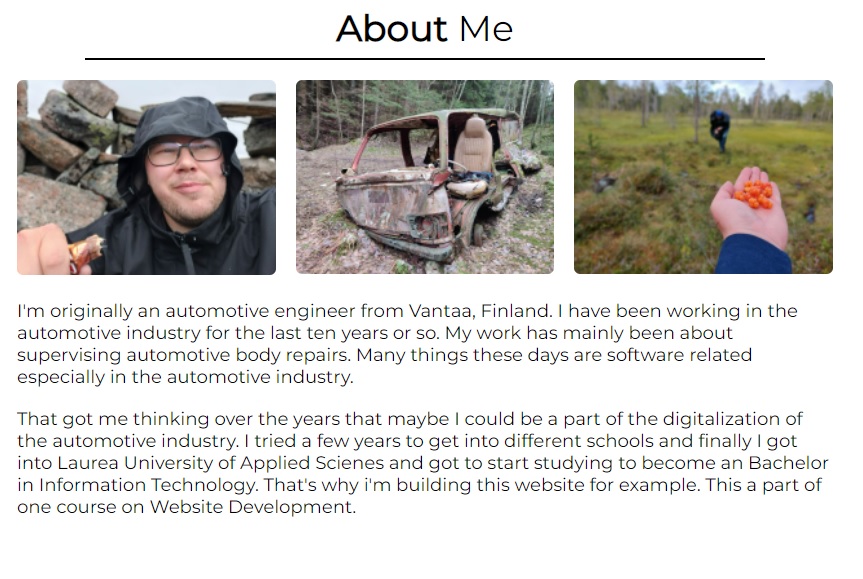 About Me
I'm originally an automotive engineer from Vantaa, Finland. I have been working in the
automotive industry for the last ten years or so. My work has mainly been about
supervising automotive body repairs. Many things these days are software related
especially in the automotive industry.
That got me thinking over the years that maybe I could be a part of the digitalization of
the automotive industry. I tried a few years to get into different schools and finally I got
into Laurea University of Applied Scienes and got to start studying to become an Bachelor
in Information Technology. That's why i'm building this website for example. This a part of
one course on Website Development.